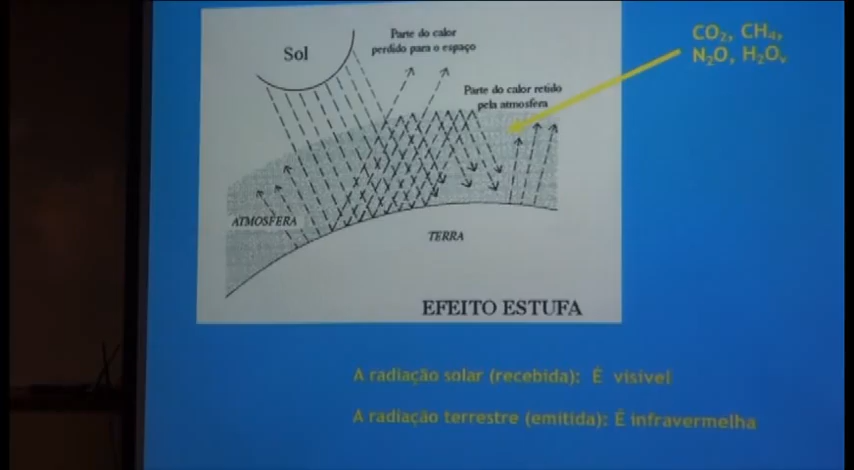 Sol
Parte do calor
perdido para o espaço
CO₂, CH₄,
N₂O, H₂Oᵥ
Parte do calor retido
pela atmosfera
ATMOSFERA
TERRA
EFEITO ESTUFA
A radiação solar (recebida): É visível
A radiação terrestre (emitida): É infravermelha